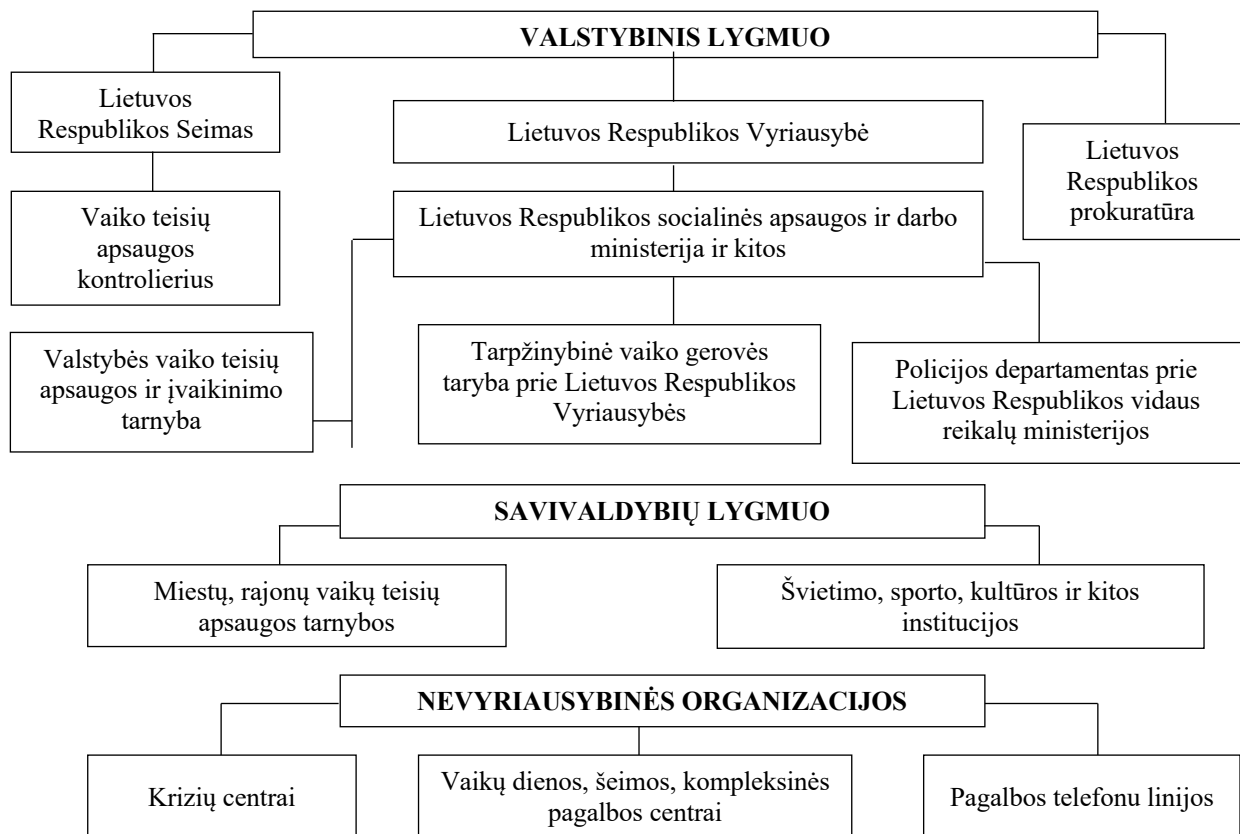 VALSTYBINIS LYGMUO
Lietuvos
Respublikos Seimas
Lietuvos Respublikos Vyriausybė
Lietuvos
Respublikos
prokuratūra
Vaiko teisių
apsaugos
kontrolierius
Lietuvos Respublikos socialinės apsaugos ir darbo
ministerija ir kitos
Valstybės vaiko teisių
apsaugos ir įvaikinimo
tarnyba
Tarpžinybinė vaiko gerovės
taryba prie Lietuvos Respublikos
Vyriausybės
Policijos departamentas prie
Lietuvos Respublikos vidaus
reikalų ministerijos
SAVIVALDYBIŲ LYGMUO
Miestų, rajonų vaikų teisių
apsaugos tarnybos
Švietimo, sporto, kultūros ir kitos
institucijos
NEVYRIAUSYBINĖS ORGANIZACIJOS
Krizių centrai
Vaikų dienos, šeimos, kompleksinės
pagalbos centrai
Pagalbos telefonu linijos